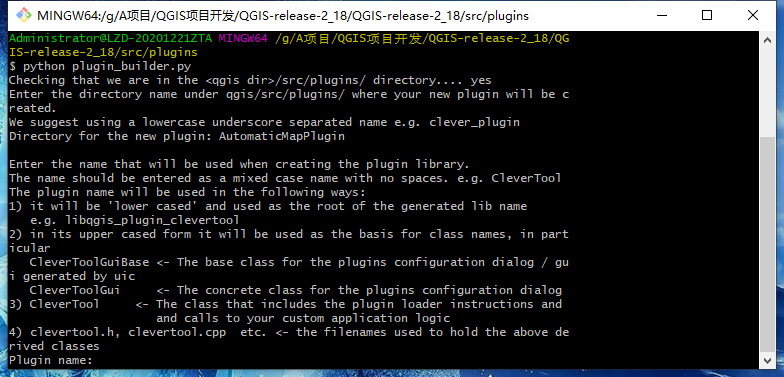 MINGW64:/g/A项目/QGIS项目开发/QGIS-release-2_18/QGIS-release-2_18/src/plugins
Administrator@LZD-20201221ZTA MINGW64 /g/A项目/QGIS项目开发/QGIS-release-2_18/QG
IS-release-2_18/src/plugins
$ python plugin_builder.py
Checking that we are in the <qgis dir>/src/plugins/ directory.... yes
Enter the directory name under qgis/src/plugins/ where your new plugin will be c
reated.
We suggest using a lowercase underscore separated name e.g. clever_plugin
Directory for the new plugin: AutomaticMapPlugin

Enter the name that will be used when creating the plugin library.
The name should be entered as a mixed case name with no spaces. e.g. CleverTool
The plugin name will be used in the following ways:
1) it will be 'lower cased' and used as the root of the generated lib name
   e.g. libqgis_plugin_clevertool
2) in its upper cased form it will be used as the basis for class names, in part
icular
   CleverToolGuiBase <- The base class for the plugins configuration dialog / gu
i generated by uic
   CleverToolGui     <- The concrete class for the plugins configuration dialog
3) CleverTool     <- The class that includes the plugin loader instructions and
                     and calls to your custom application logic
4) clevertool.h, clevertool.cpp  etc. <- the filenames used to hold the above de
rived classes
Plugin name: